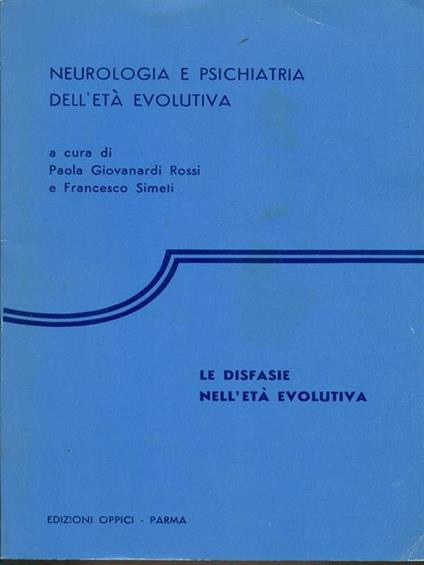 NEUROLOGIA E PSICHIATRIA
DELL'ETÀ EVOLUTIVA
a cura di
Paola Giovanardi Rossi
e Francesco Simeti
LE DISFASIE
NELL'ETÀ EVOLUTIVA
EDIZIONI OPPICI - PARMA